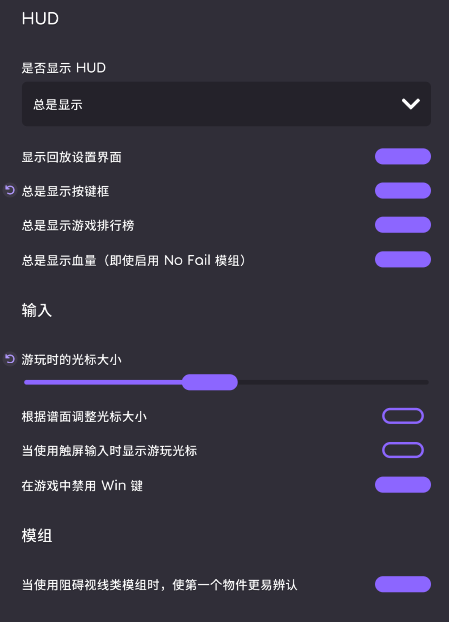 HUD
是否显示 HUD
总是显示
显示回放设置界面
总是显示按键框
总是显示游戏排行榜
总是显示血量（即使启用 No Fail 模组）
输入
游玩时的光标大小
根据谱面调整光标大小
当使用触屏输入时显示游玩光标
在游戏中禁用 Win 键
模组
当使用阻碍视线类模组时，使第一个物件更易辨认